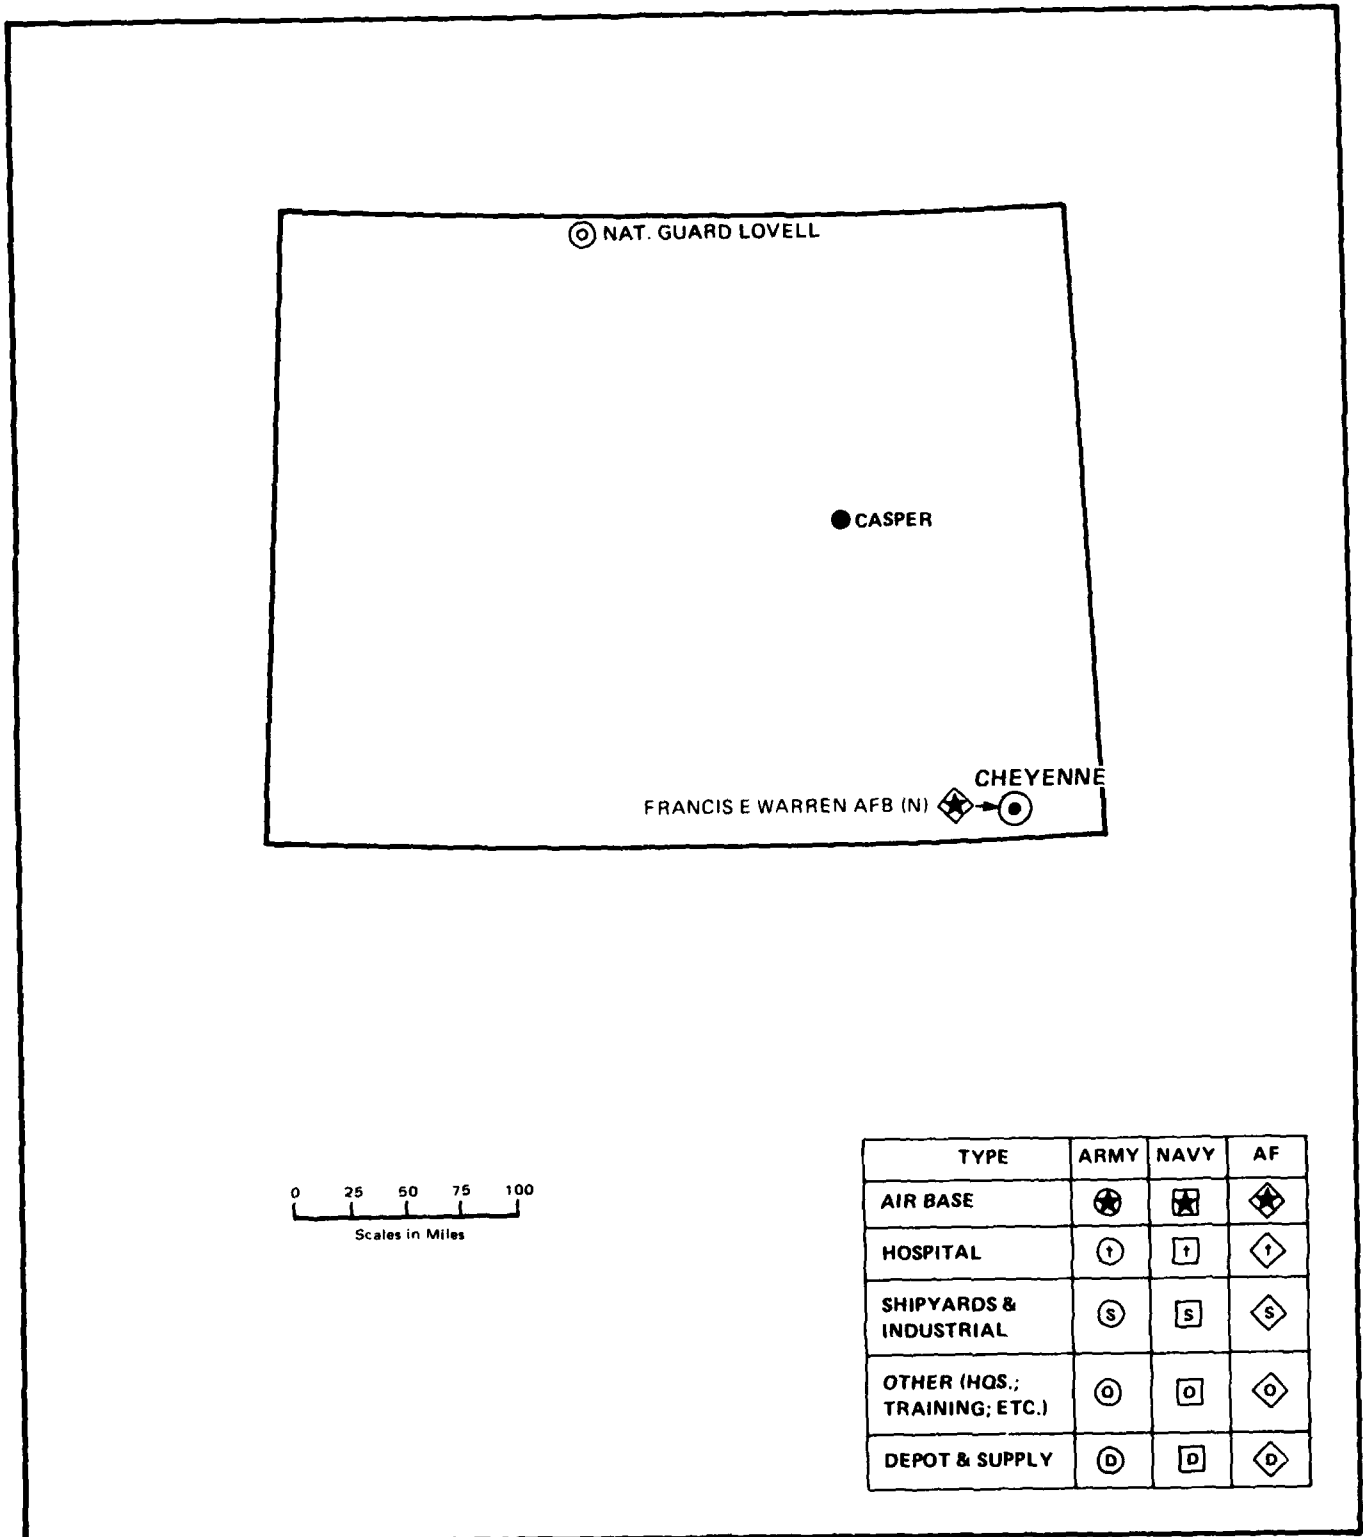 O NAT. GUARD LOVELL
CASPER
CHEYENNE
FRANCIS E WARREN AFB (N)
0 25 50 75 100
Scales in Miles
TYPE ARMY NAVY AF
AIR BASE
HOSPITAL † † †
SHIPYARDS &
INDUSTRIAL S S S
OTHER (HQS.;
TRAINING; ETC.) O O O
DEPOT & SUPPLY D D D